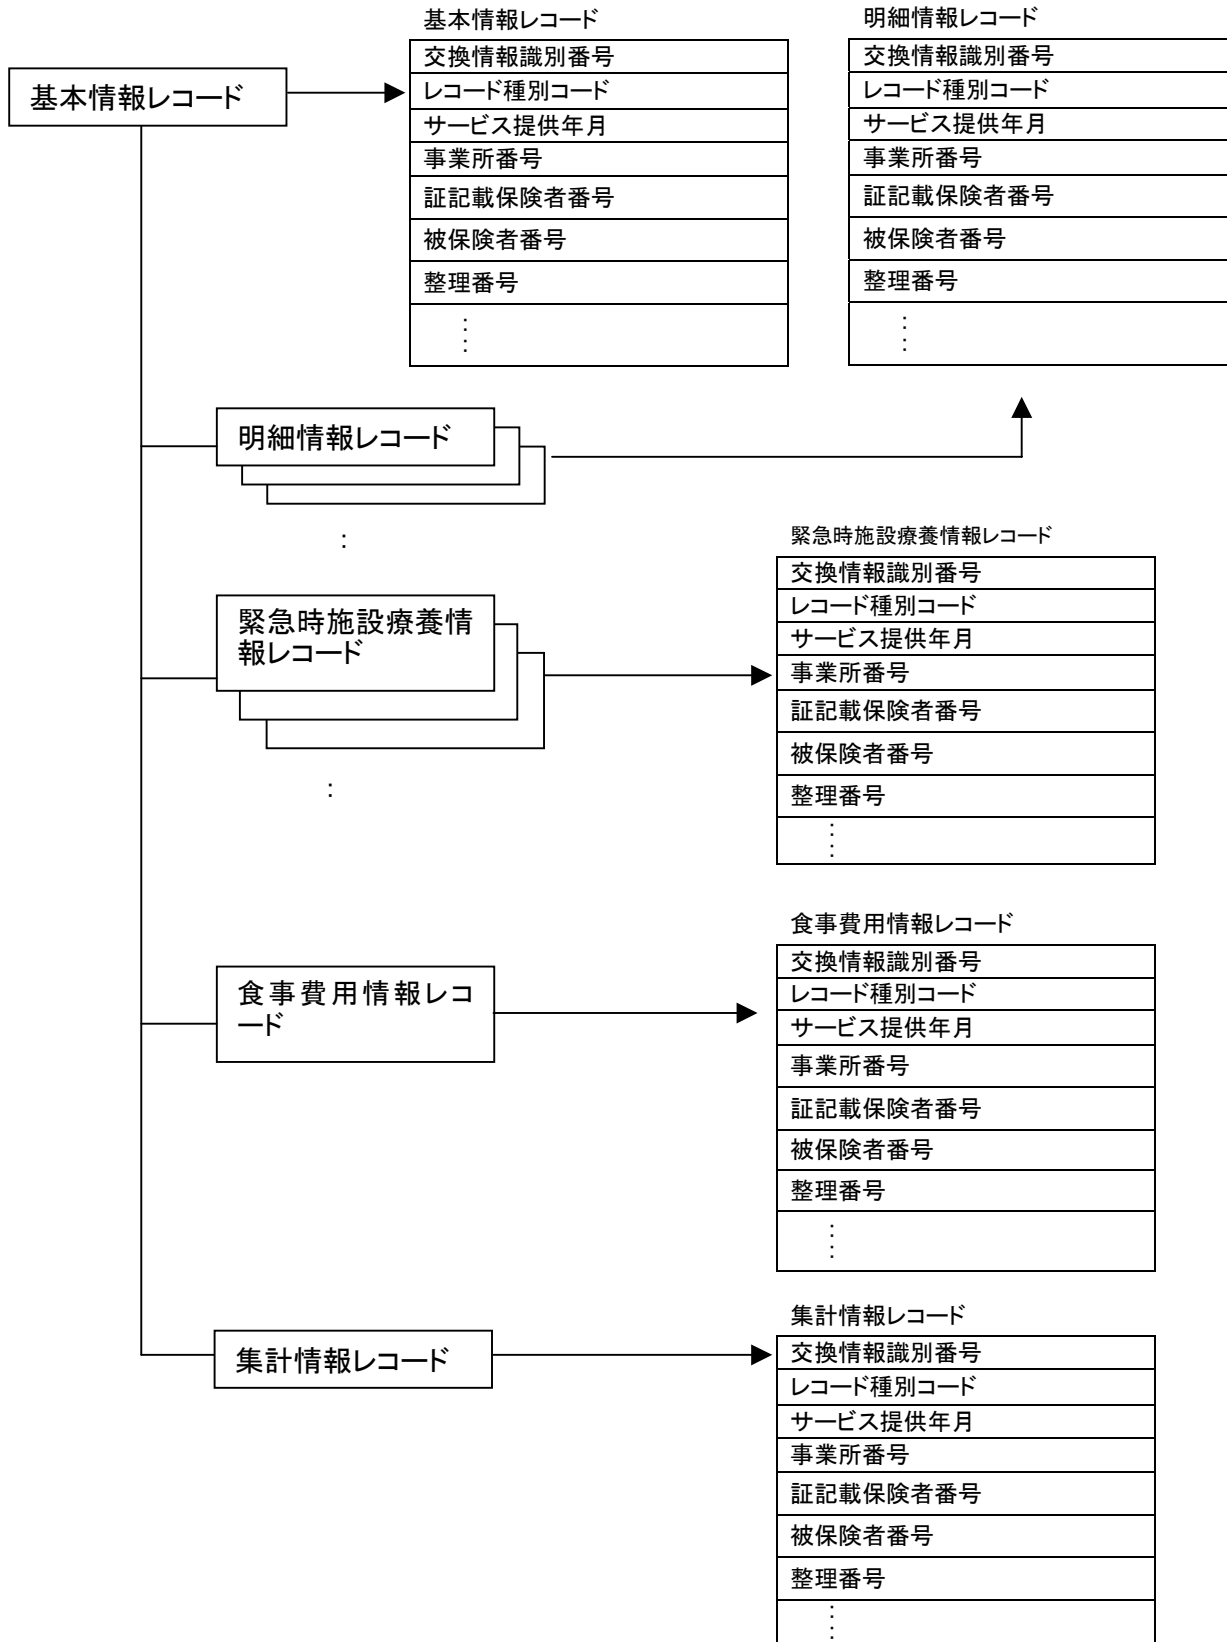 基本情報レコード
基本情報レコード
交換情報識別番号
レコード種別コード
サービス提供年月
事業所番号
証記載保険者番号
被保険者番号
整理番号
:
:
明細情報レコード
交換情報識別番号
レコード種別コード
サービス提供年月
事業所番号
証記載保険者番号
被保険者番号
整理番号
:
:
明細情報レコード
:
緊急時施設療養情
報レコード
:
緊急時施設療養情報レコード
交換情報識別番号
レコード種別コード
サービス提供年月
事業所番号
証記載保険者番号
被保険者番号
整理番号
:
:
食事費用情報レコ
ード
食事費用情報レコード
交換情報識別番号
レコード種別コード
サービス提供年月
事業所番号
証記載保険者番号
被保険者番号
整理番号
:
:
集計情報レコード
集計情報レコード
交換情報識別番号
レコード種別コード
サービス提供年月
事業所番号
証記載保険者番号
被保険者番号
整理番号
:
: